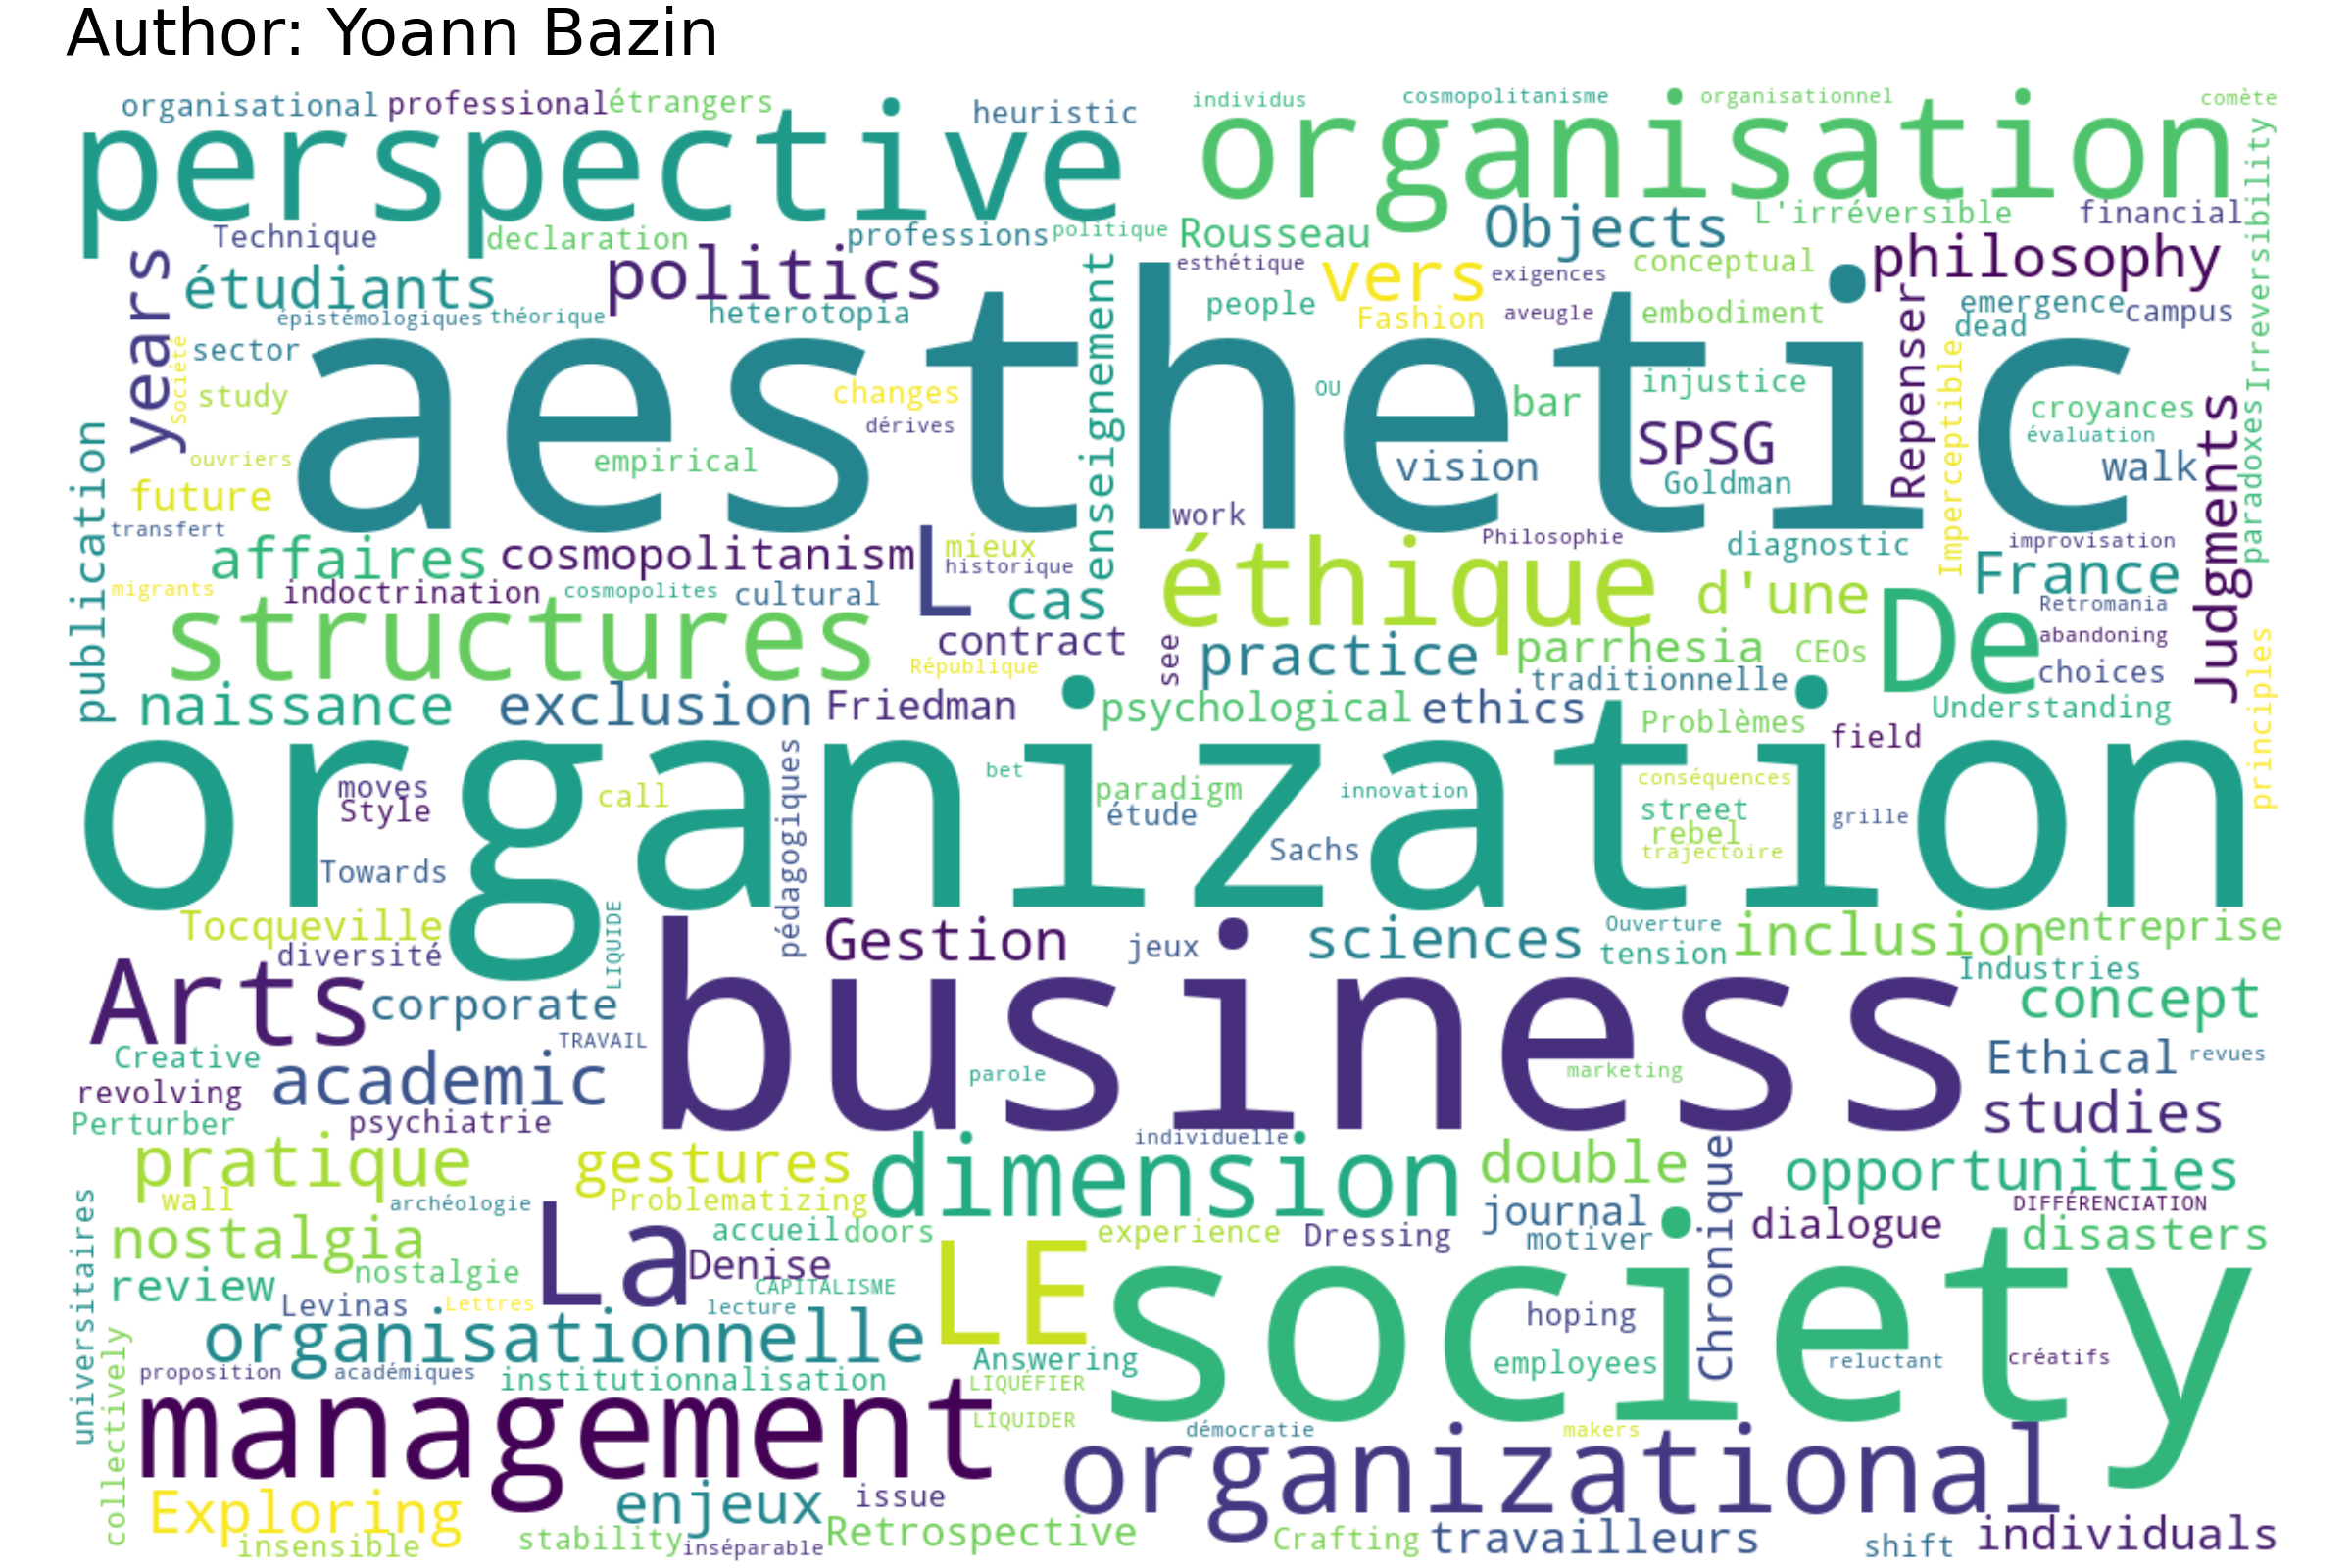 Author: Yoann Bazin
organisational professional étrangers heuristic individus cosmopolitanisme organisationnel comète
perspective organisation
Irreversibility
Technique declaration professions politique Rousseau Objects L'irréversible financial
years étudiants politics esthétique vers exigences conceptual philosophy
épistémologiques théorique heterotopia people Fashion aveugle embodiment emergence campus
dead
enseignement
Repenser
sector
Société
study
aesthetic
changes
dérives
OU
bar
injustice
Imperceptible
croyances
évaluation
Judgments
paradoxes
publication
ouvriers
empirical
vision
SPSG
Goldman
walk
future
transfert
work
affaires cosmopolitanism L mieux
historique
éthique
Philosophie
diagnostic
improvisation
France
migrants indoctrination cosmopolites cultural cas d'une De Retromania
structures contract see practice parrhesia CEOs abandoning
République traditionnelle choices
principles
naissance exclusion Friedman psychological ethics Problèmes Understanding
field
organization
moves
Style
call
pédagogiques
bet
paradigm
étude
innovation
conséquences
street
rebel
trajectoire
grille
Towards
Sachs
Tocqueville
diversité
LIQUIDE
Gestion jeux sciences Ouverture
tension
inclusion entreprise
Industries
Arts corporate business concept
TRAVAIL
Creative
revolving academic parole marketing Ethical revues
Perturber psychiatrie studies
individuelle
pratique gestures dimension double Chronique opportunities
wall archéologie Problematizing DIFFÉRENCIATION
universitaires
nostalgia La accueil doors experience Dressing journal
motiver
dialogue disasters
nostalgie Denise LE society
review Levinas Lettres CAPITALISME
lecture hoping
organisationnelle Answering employees reluctant créatifs
collectively
proposition académiques institutionnalisation LIQUÉFIER
management LIQUIDER démocratie makers
organizational
Exploring enjeux issue
insensible stability inséparable Retrospective Crafting travailleurs shift individuals